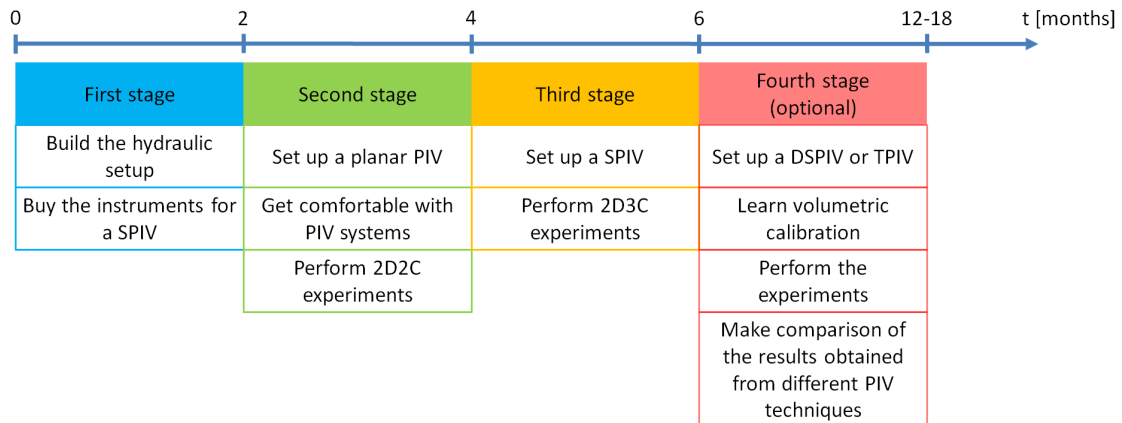 0 2 4 6 12-18 t [months]
First stage
Second stage
Third stage
Fourth stage
(optional)
Build the hydraulic
setup
Set up a planar PIV
Set up a SPIV
Set up a DSPIV or TPIV
Buy the instruments for
a SPIV
Get comfortable with
PIV systems
Perform 2D3C
experiments
Learn volumetric
calibration
Perform 2D2C
experiments
Perform the
experiments
Make comparison of
the results obtained
from different PIV
techniques